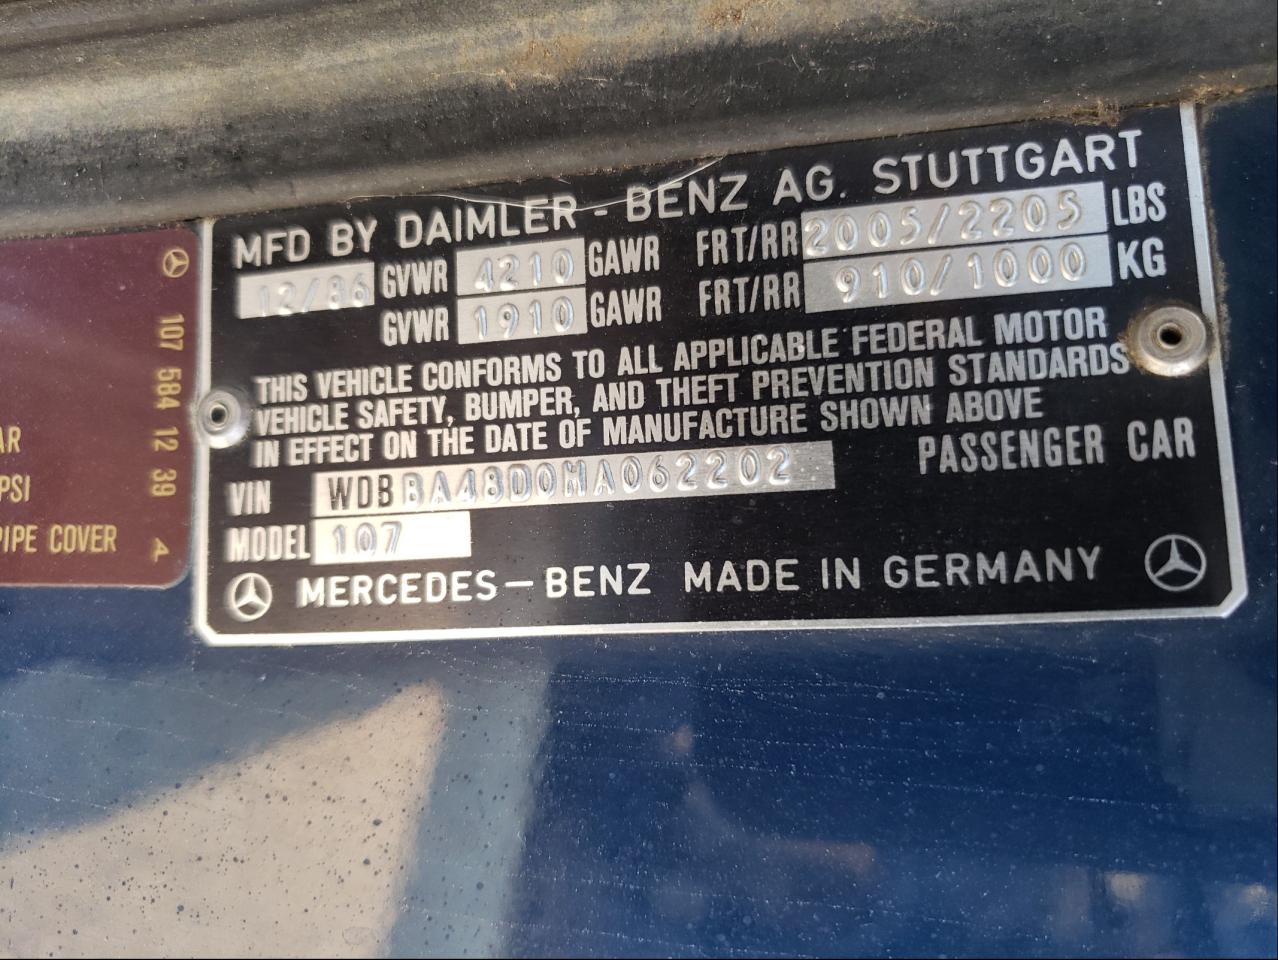 MFD BY DAIMLER - BENZ AG. STUTTGART
12/86 GVWR 4210 GAWR FRT/RR 2005/2205 LBS
GVWR 1910 GAWR FRT/RR 910/1000 KG
THIS VEHICLE CONFORMS TO ALL APPLICABLE FEDERAL MOTOR
VEHICLE SAFETY, BUMPER, AND THEFT PREVENTION STANDARDS
IN EFFECT ON THE DATE OF MANUFACTURE SHOWN ABOVE
PASSENGER CAR
VIN WDBBA48D0HA062202
MODEL 107
MERCEDES - BENZ MADE IN GERMANY
107 584 12 39 A
AR
PSI
PIPE COVER